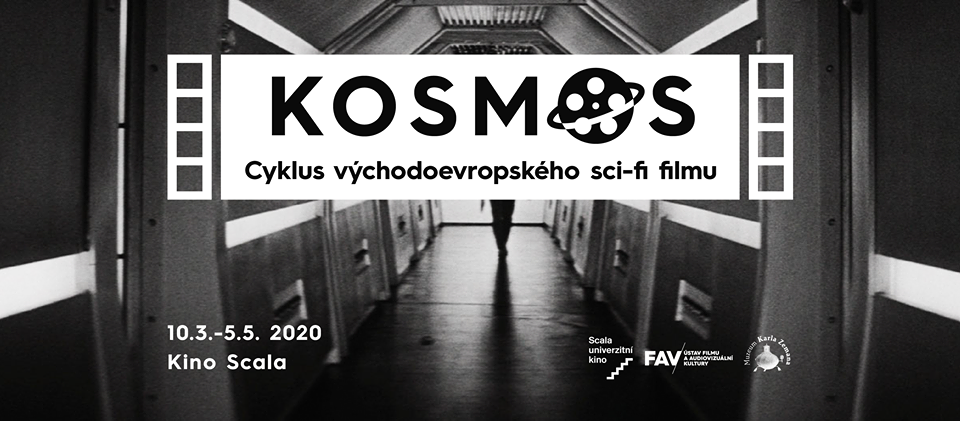 KOSMOS
Cyklus východoevropského sci-fi filmu
10.3.-5.5. 2020
Kino Scala
Scala
univerzitní
kino
FAV
ÚSTAV FILMU
A AUDIOVIZUÁLNÍ
KULTURY
Muzeum Karla Zemana